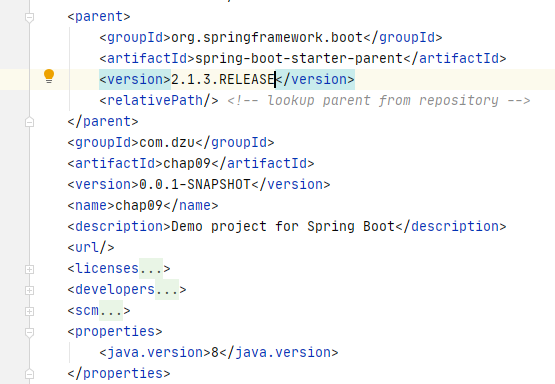 <parent>
<groupId>org.springframework.boot</groupId>
<artifactId>spring-boot-starter-parent</artifactId>
<version>2.1.3.RELEASE</version>
<relativePath/> <!-- lookup parent from repository -->
</parent>
<groupId>com.dzu</groupId>
<artifactId>chap09</artifactId>
<version>0.0.1-SNAPSHOT</version>
<name>chap09</name>
<description>Demo project for Spring Boot</description>
<url/>
<licenses...>
<developers...>
<scm...>
<properties>
<java.version>8</java.version>
</properties>